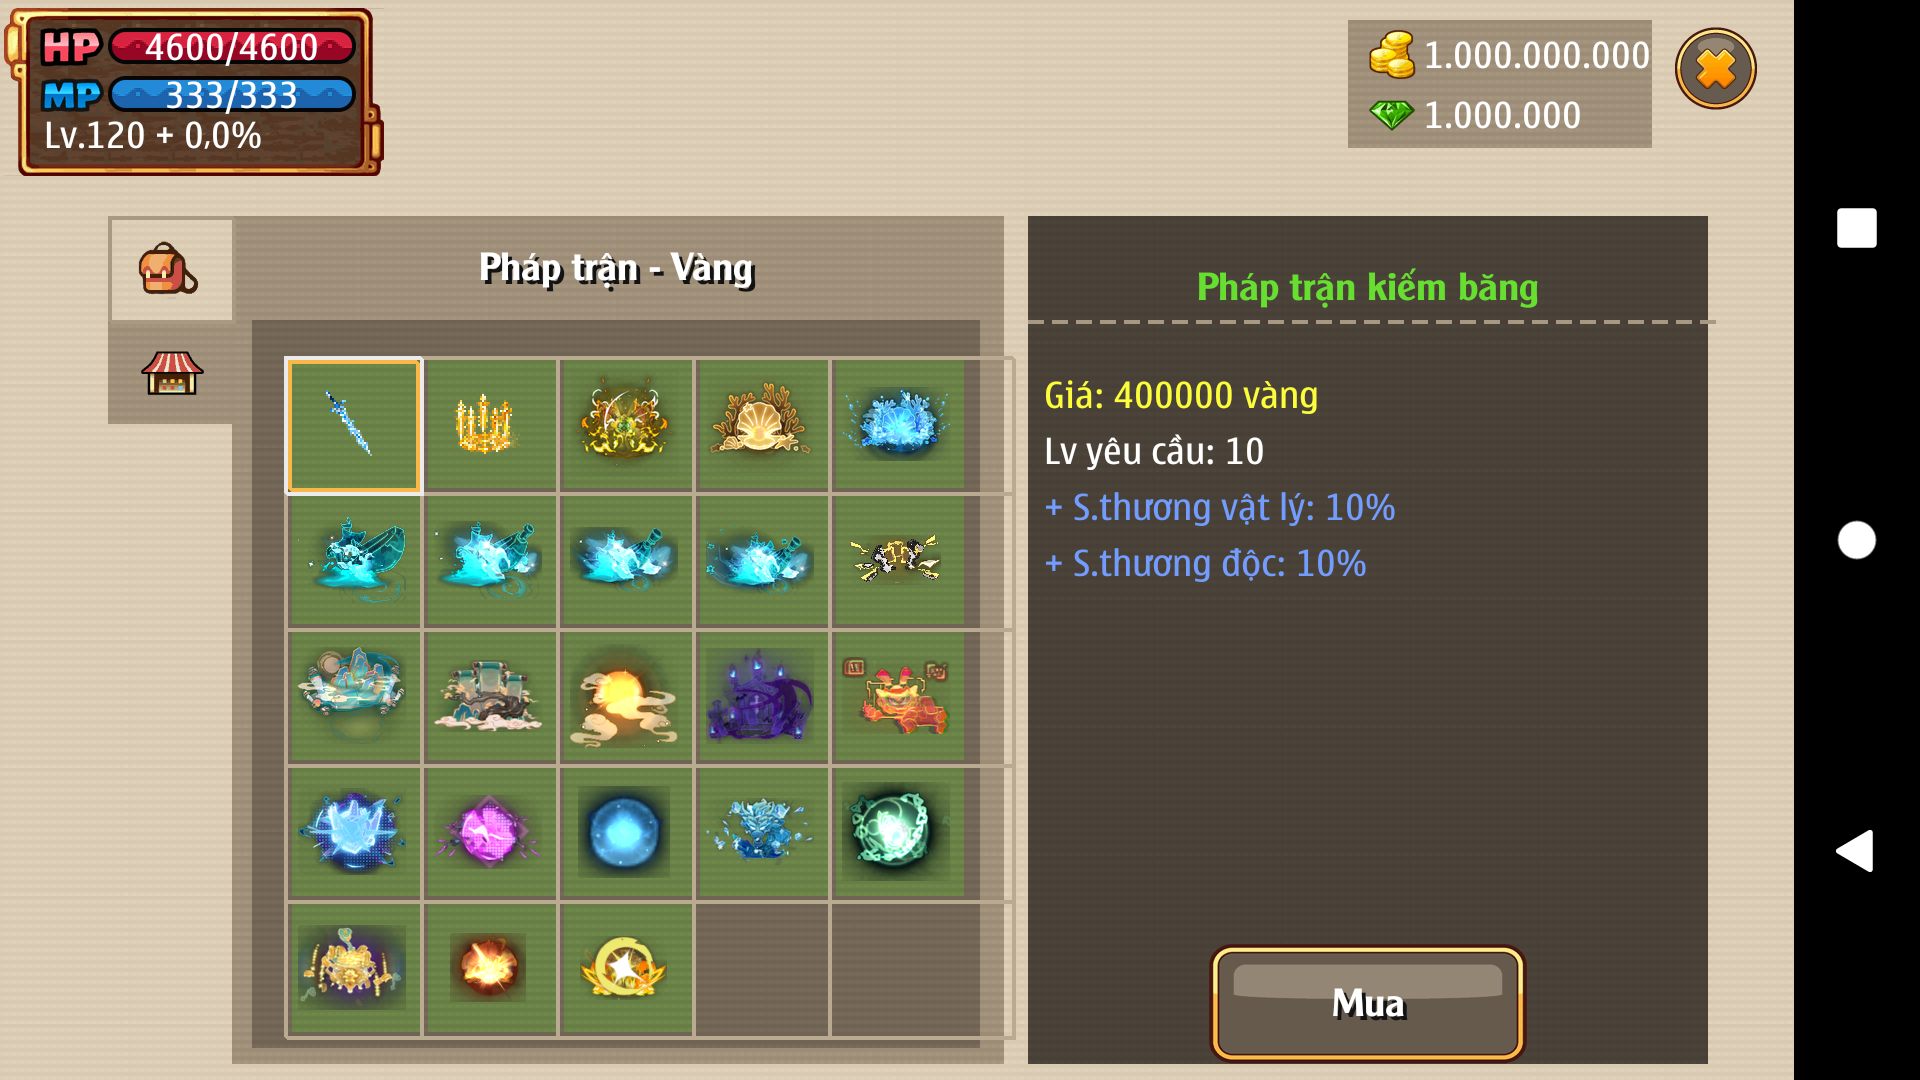 HP 4600/4600
MP 333/333
Lv.120 + 0,0%
1.000.000.000
1.000.000
Pháp trận - Vàng
Pháp trận kiếm băng
Giá: 400000 vàng
Lv yêu cầu: 10
+ S.thương vật lý: 10%
+ S.thương độc: 10%
Mua